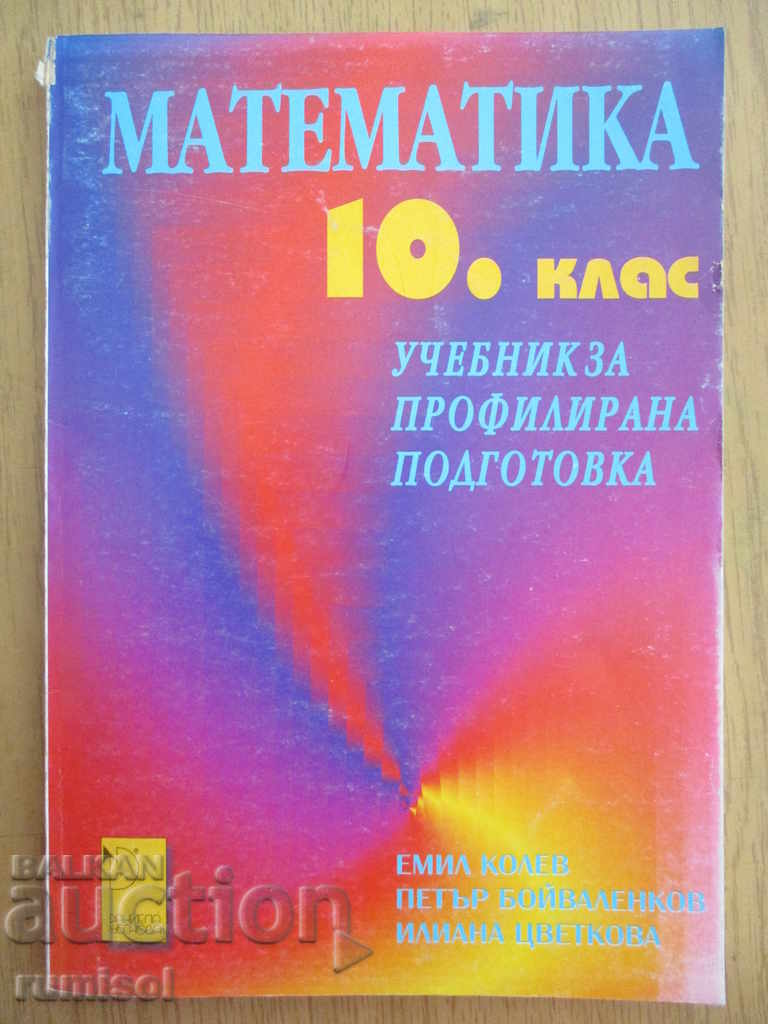 МАТЕМАТИКА
10. клас
УЧЕБНИК ЗА
ПРОФИЛИРАНА
ПОДГОТОВКА
ЕМИЛ КОЛЕВ
ПЕТЪР БОЙВАЛЕНКОВ
ИЛИАНА ЦВЕТКОВА
BALKAN
auction
rumisol